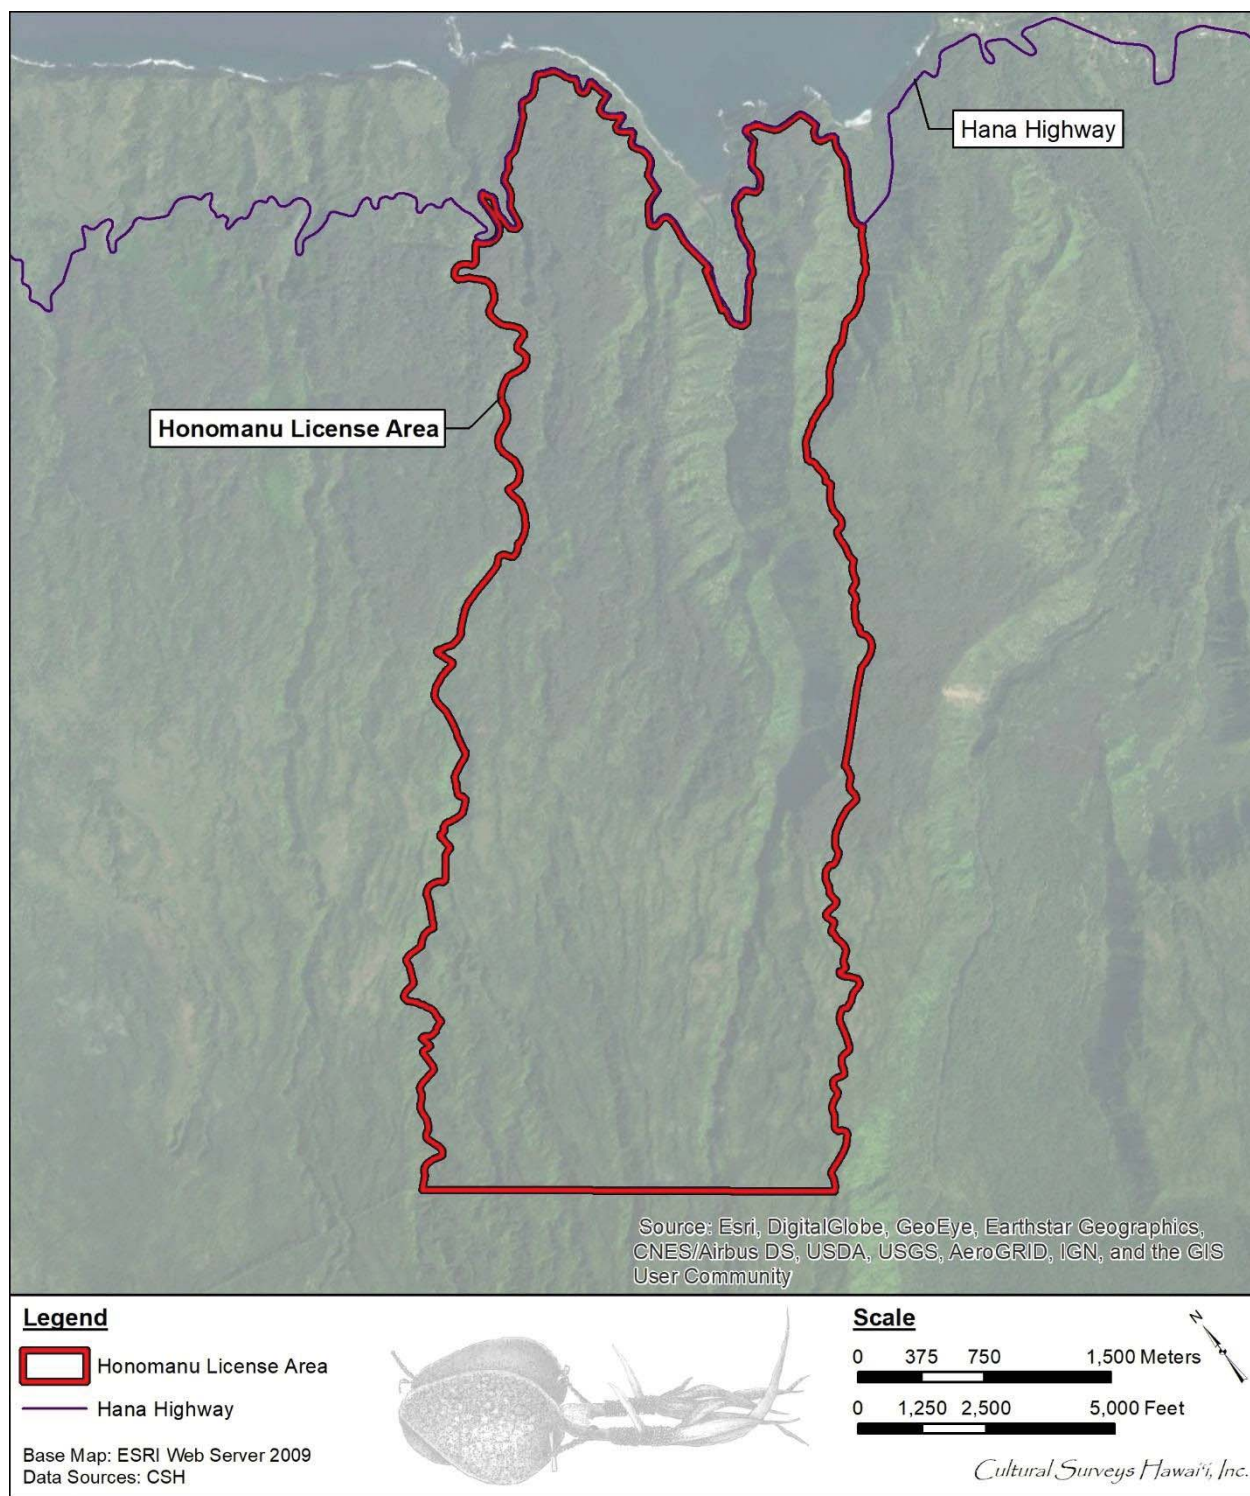 Hana Highway
Honomanu License Area
Source: Esri, DigitalGlobe, GeoEye, Earthstar Geographics,
CNES/Airbus DS, USDA, USGS, AeroGRID, IGN, and the GIS
User Community
Legend
Honomanu License Area
Hana Highway
Base Map: ESRI Web Server 2009
Data Sources: CSH
Scale
N
0 375 750 1,500 Meters
0 1,250 2,500 5,000 Feet
Cultural Surveys Hawai‘i, Inc.